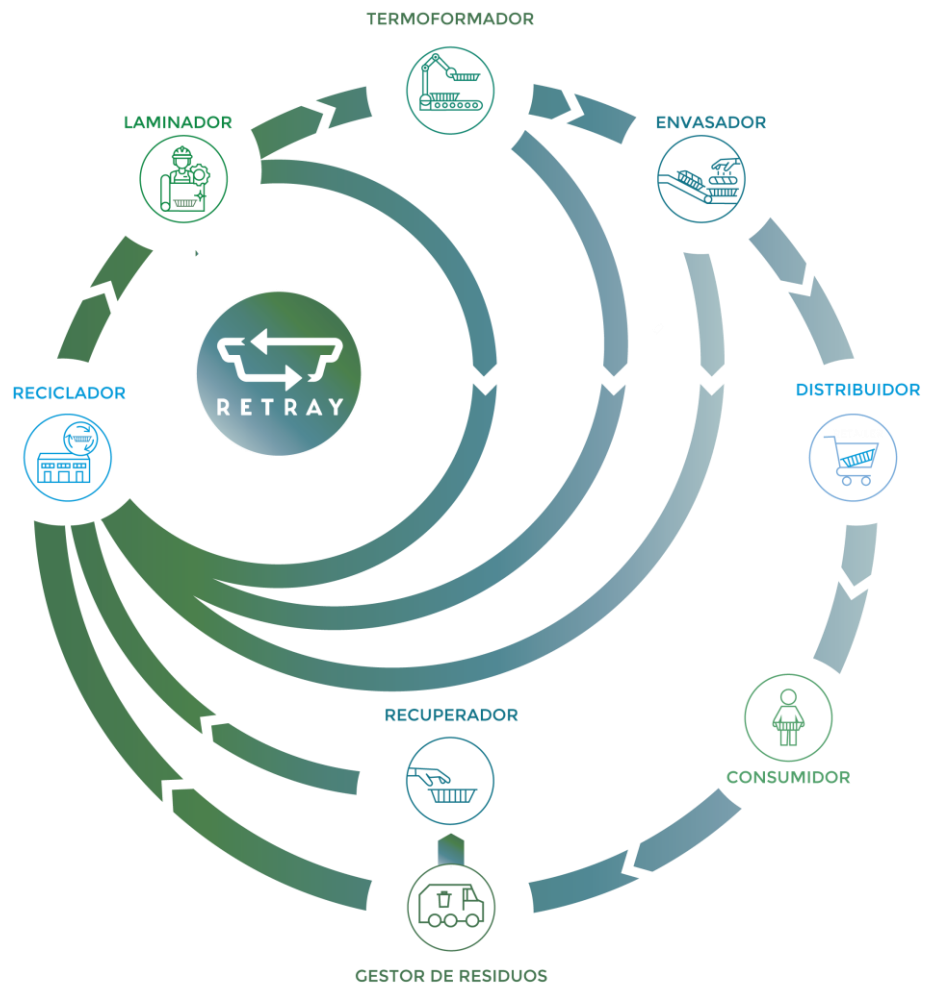 TERMOFORMADOR
LAMINADOR
ENVASADOR
RETRAY
RECICLADOR
DISTRIBUIDOR
RECUPERADOR
CONSUMIDOR
GESTOR DE RESIDUOS